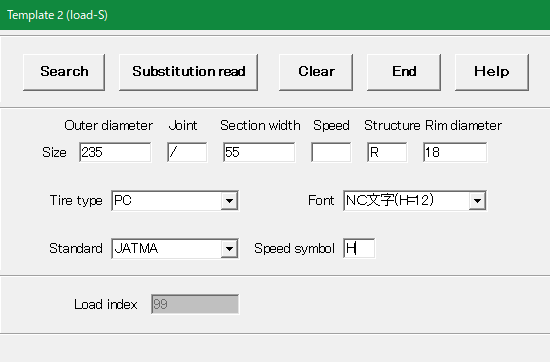 Template 2 (load-S)
Search Substitution read Clear End Help
Outer diameter Joint Section width Speed Structure Rim diameter
Size 235 / 55 R 18
Tire type PC Font NC文字(H=12)
Standard JATMA Speed symbol H
Load index 99